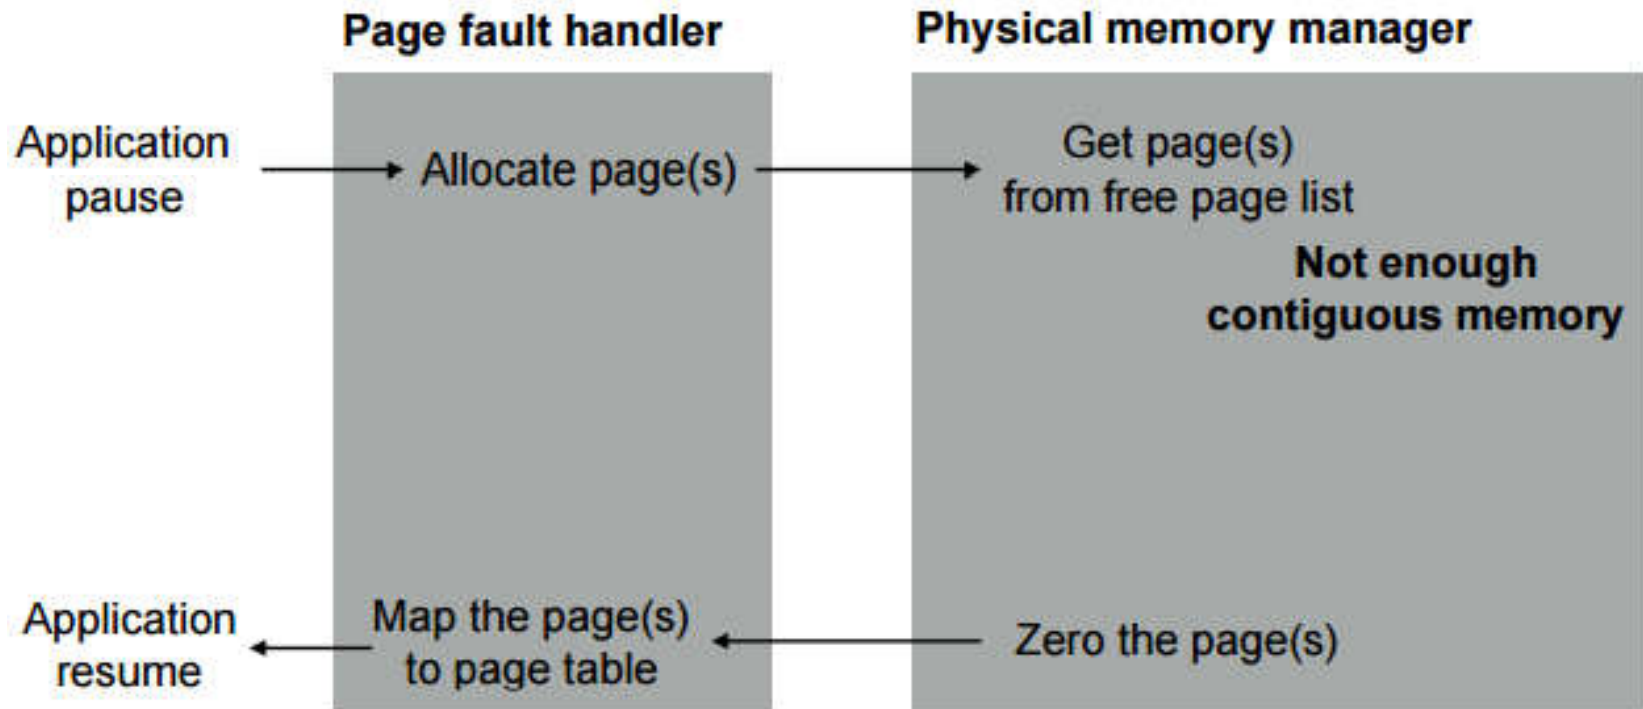 Page fault handler
Physical memory manager
Application
pause
Allocate page(s)
Get page(s)
from free page list
Not enough
contiguous memory
Application
resume
Map the page(s)
to page table
Zero the page(s)